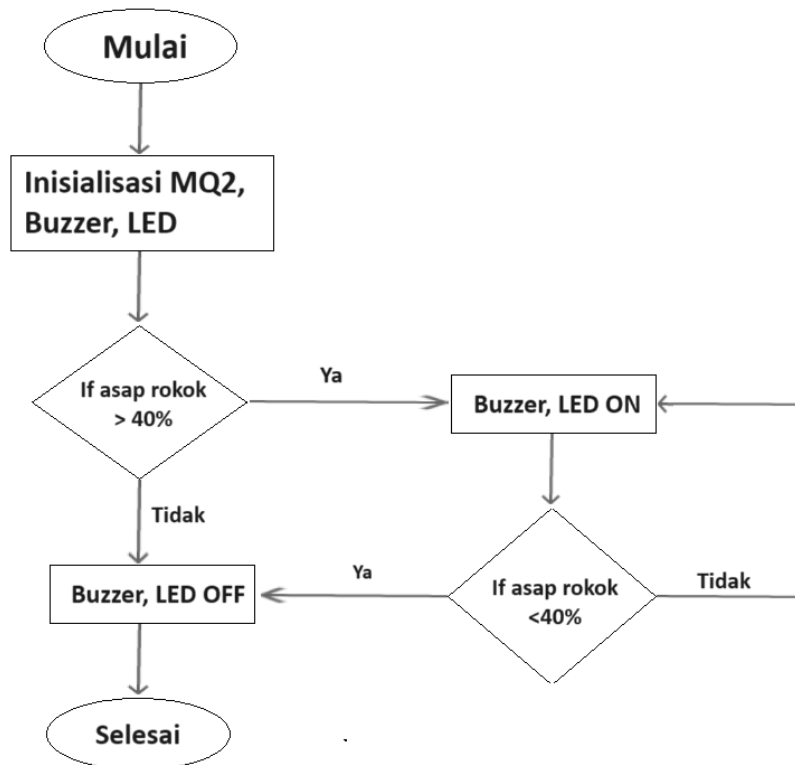 Mulai
Inisialisasi MQ2,
Buzzer, LED
If asap rokok
> 40%
Ya
Buzzer, LED ON
Tidak
Buzzer, LED OFF
Ya
If asap rokok
<40%
Tidak
Selesai